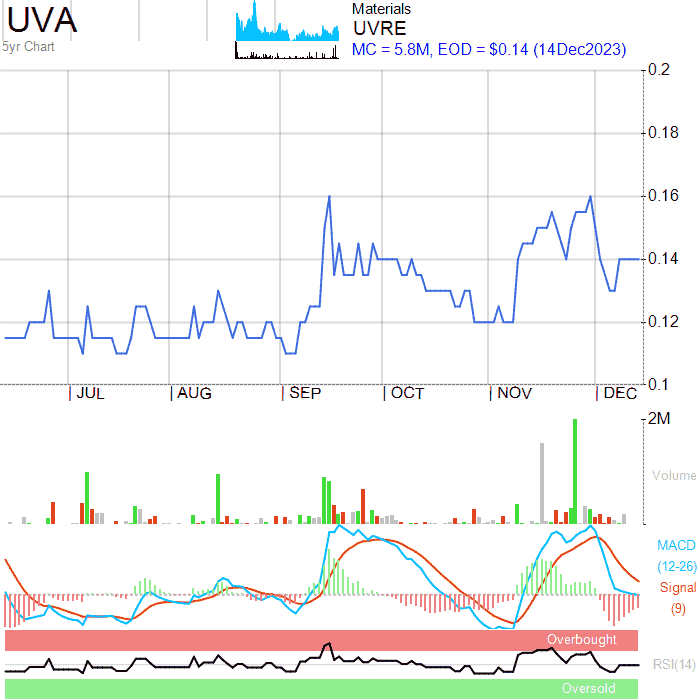 UVA
5yr Chart
Materials
UVRE
MC = 5.8M, EOD = $0.14 (14Dec2023)
0.2
0.18
0.16
0.14
0.12
0.1
JUL AUG SEP OCT NOV DEC
2M
Volume
MACD
(12-26)
Signal
(9)
Overbought
RSI(14)
Oversold